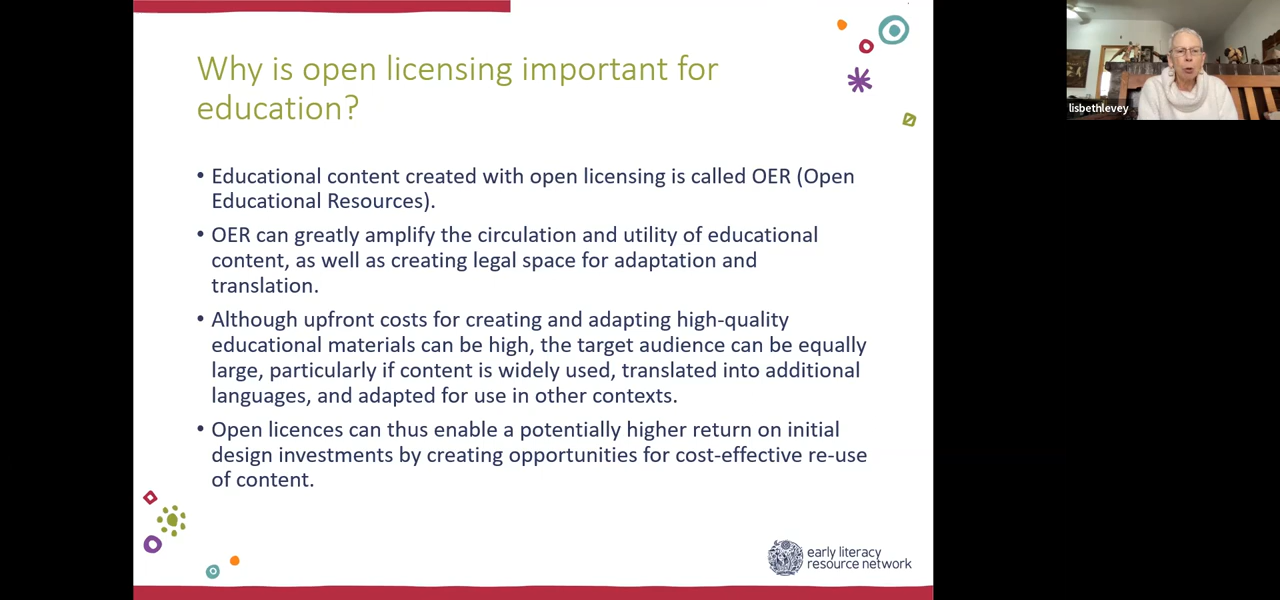 Why is open licensing important for
education?
• Educational content created with open licensing is called OER (Open
Educational Resources).
• OER can greatly amplify the circulation and utility of educational
content, as well as creating legal space for adaptation and
translation.
• Although upfront costs for creating and adapting high-quality
educational materials can be high, the target audience can be equally
large, particularly if content is widely used, translated into additional
languages, and adapted for use in other contexts.
• Open licences can thus enable a potentially higher return on initial
design investments by creating opportunities for cost-effective re-use
of content.
early literacy
resource network
lisbethlevey